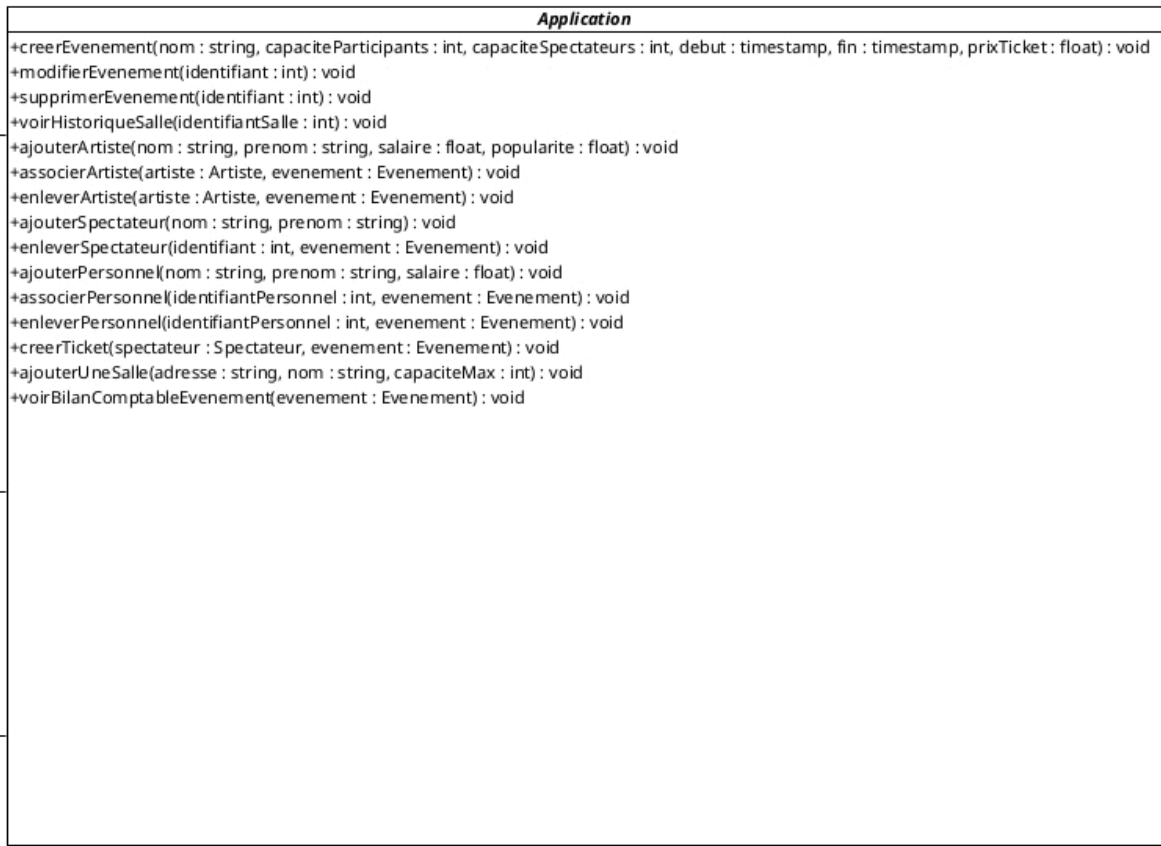 Application
+creerEvenement(nom : string, capaciteParticipants : int, capaciteSpectateurs : int, debut : timestamp, fin : timestamp, prixTicket : float) : void
+modifierEvenement(identifiant : int) : void
+supprimerEvenement(identifiant : int) : void
+voirHistoriqueSalle(identifiantSalle : int) : void
+ajouterArtiste(nom : string, prenom : string, salaire : float, popularite : float) : void
+associerArtiste(artiste : Artiste, evenement : Evenement) : void
+enleverArtiste(artiste : Artiste, evenement : Evenement) : void
+ajouterSpectateur(nom : string, prenom : string) : void
+enleverSpectateur(identifiant : int, evenement : Evenement) : void
+ajouterPersonnel(nom : string, prenom : string, salaire : float) : void
+associerPersonnel(identifiantPersonnel : int, evenement : Evenement) : void
+enleverPersonnel(identifiantPersonnel : int, evenement : Evenement) : void
+creerTicket(spectateur : Spectateur, evenement : Evenement) : void
+ajouterUneSalle(adresse : string, nom : string, capaciteMax : int) : void
+voirBilanComptableEvenement(evenement : Evenement) : void